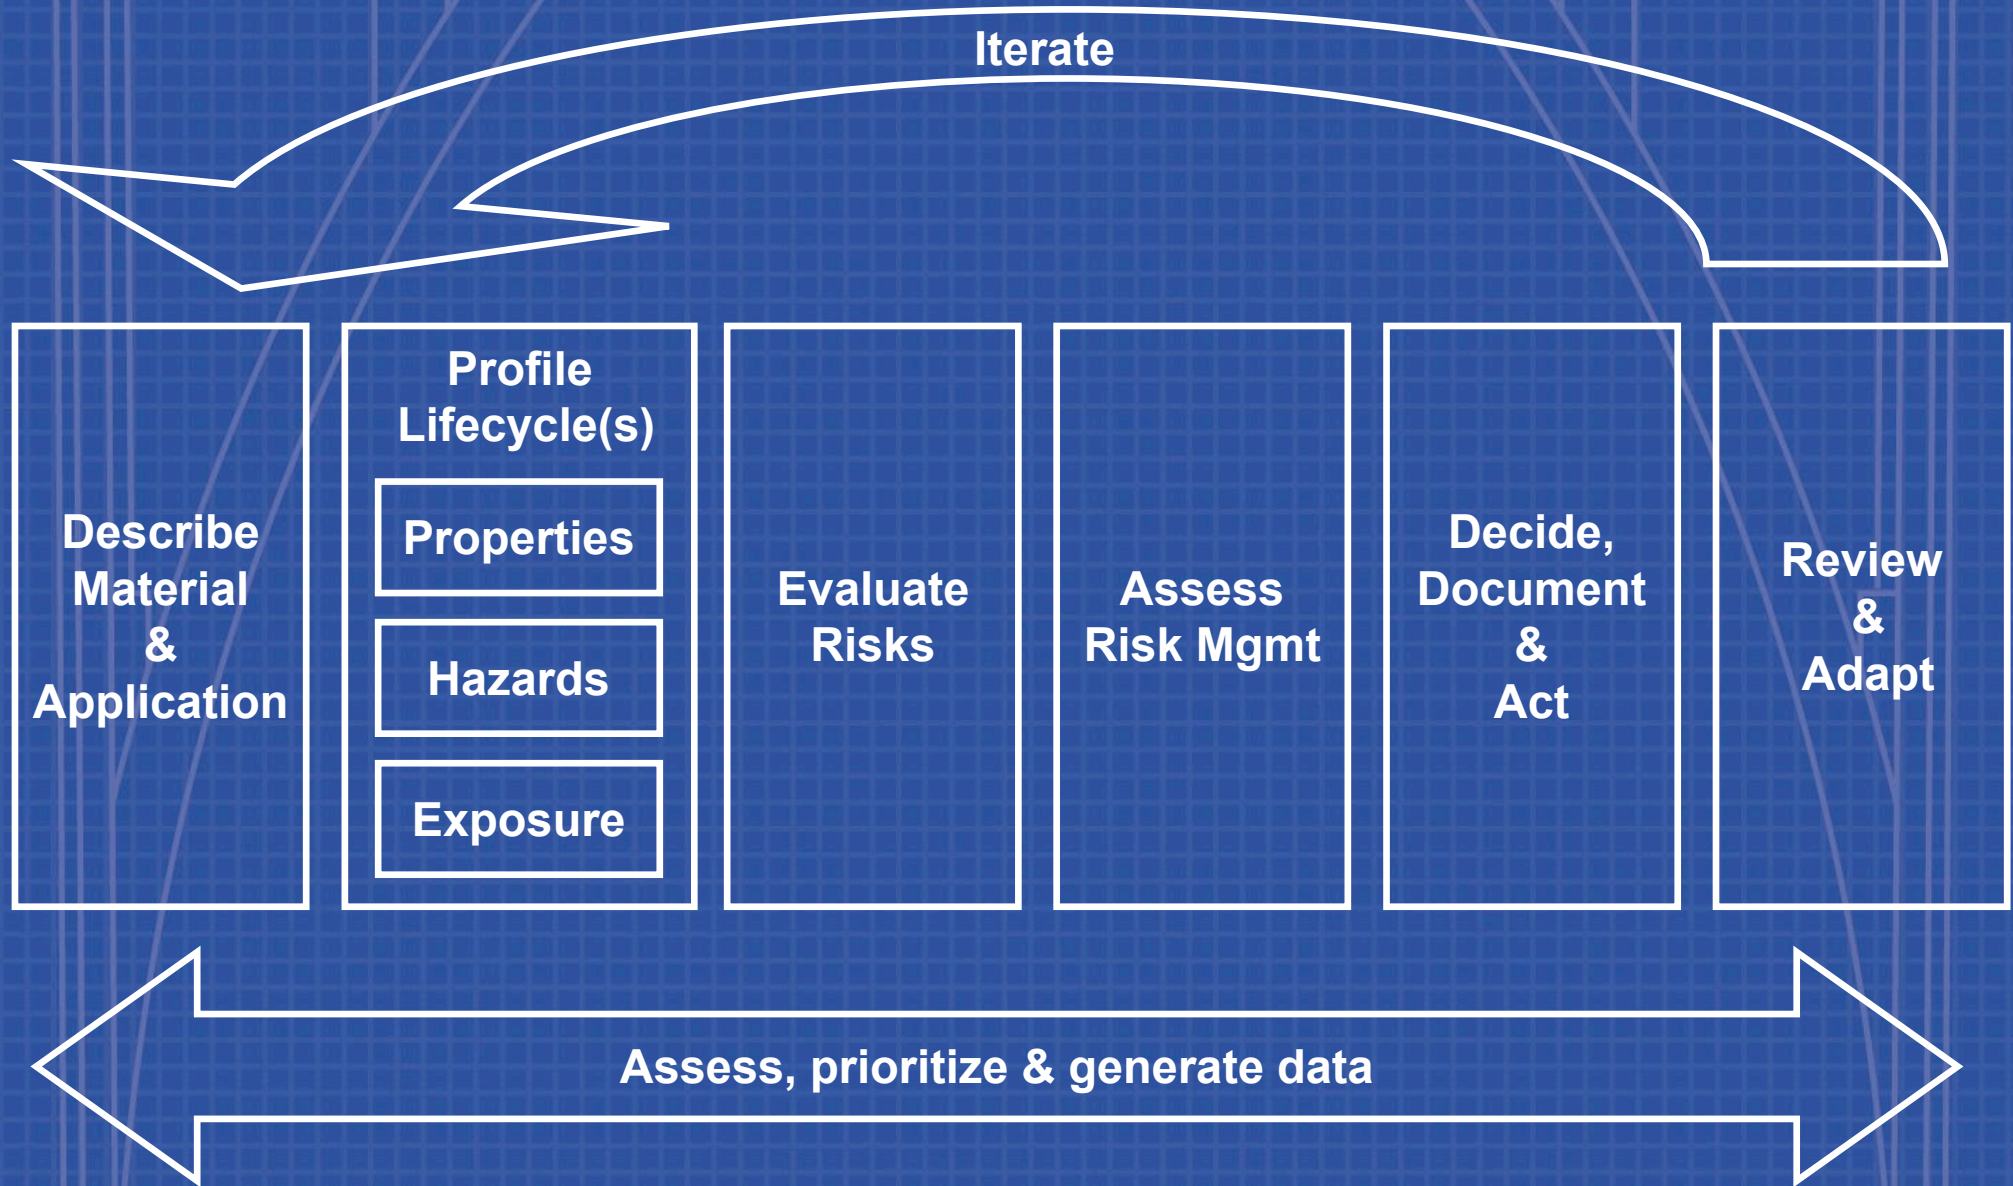 Iterate
Describe
Material
&
Application
Profile
Lifecycle(s)
Properties
Hazards
Exposure
Evaluate
Risks
Assess
Risk Mgmt
Decide,
Document
&
Act
Review
&
Adapt
Assess, prioritize & generate data